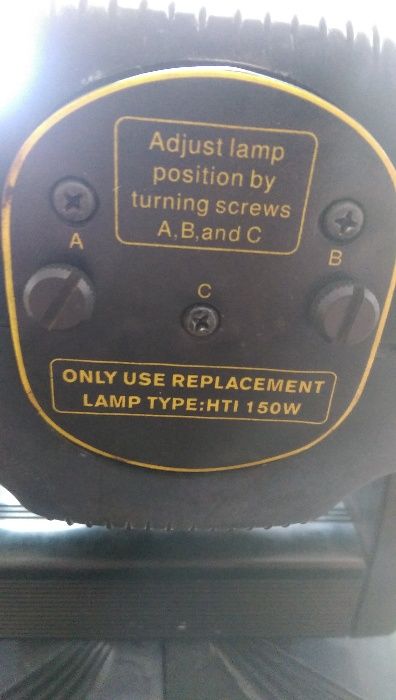 Adjust lamp
position by
turning screws
A,B,and C
A
B
C
ONLY USE REPLACEMENT
LAMP TYPE:HTI 150W